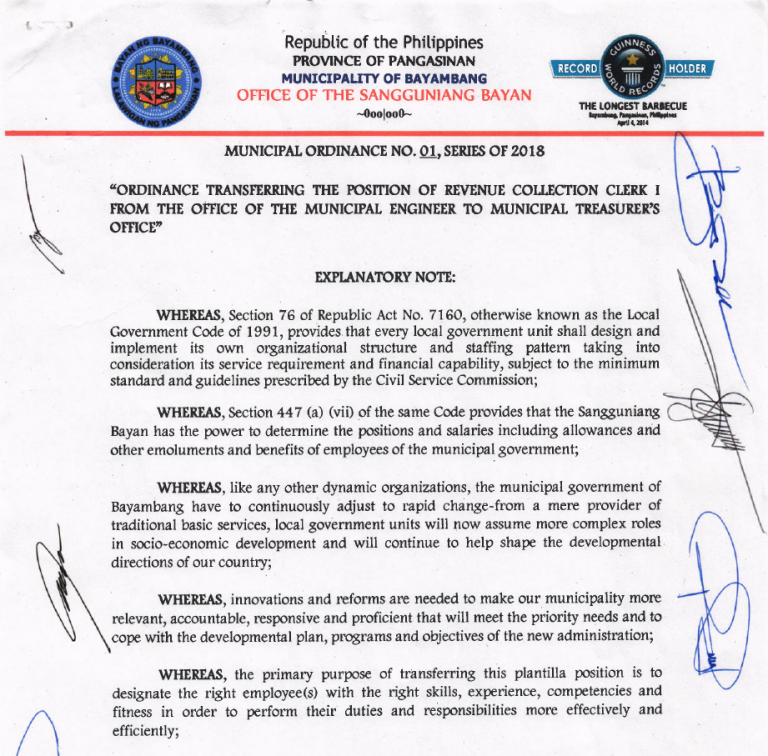 Republic of the Philippines
PROVINCE OF PANGASINAN
MUNICIPALITY OF BAYAMBANG
OFFICE OF THE SANGGUNIANG BAYAN
~0oo|oo0~
BAYAN NG BAYAMBANG
LALAWIGAN NG PANGASINAN
GUINNESS
WORLD RECORDS
RECORD HOLDER
THE LONGEST BARBECUE
Bayambang, Pangasinan, Philippines
April 4, 2014
MUNICIPAL ORDINANCE NO. 01, SERIES OF 2018
“ORDINANCE TRANSFERRING THE POSITION OF REVENUE COLLECTION CLERK I
FROM THE OFFICE OF THE MUNICIPAL ENGINEER TO MUNICIPAL TREASURER’S
OFFICE”
EXPLANATORY NOTE:
WHEREAS, Section 76 of Republic Act No. 7160, otherwise known as the Local
Government Code of 1991, provides that every local government unit shall design and
implement its own organizational structure and staffing pattern taking into
consideration its service requirement and financial capability, subject to the minimum
standard and guidelines prescribed by the Civil Service Commission;
WHEREAS, Section 447 (a) (vii) of the same Code provides that the Sangguniang
Bayan has the power to determine the positions and salaries including allowances and
other emoluments and benefits of employees of the municipal government;
WHEREAS, like any other dynamic organizations, the municipal government of
Bayambang have to continuously adjust to rapid change-from a mere provider of
traditional basic services, local government units will now assume more complex roles
in socio-economic development and will continue to help shape the developmental
directions of our country;
WHEREAS, innovations and reforms are needed to make our municipality more
relevant, accountable, responsive and proficient that will meet the priority needs and to
cope with the developmental plan, programs and objectives of the new administration;
WHEREAS, the primary purpose of transferring this plantilla position is to
designate the right employee(s) with the right skills, experience, competencies and
fitness in order to perform their duties and responsibilities more effectively and
efficiently;